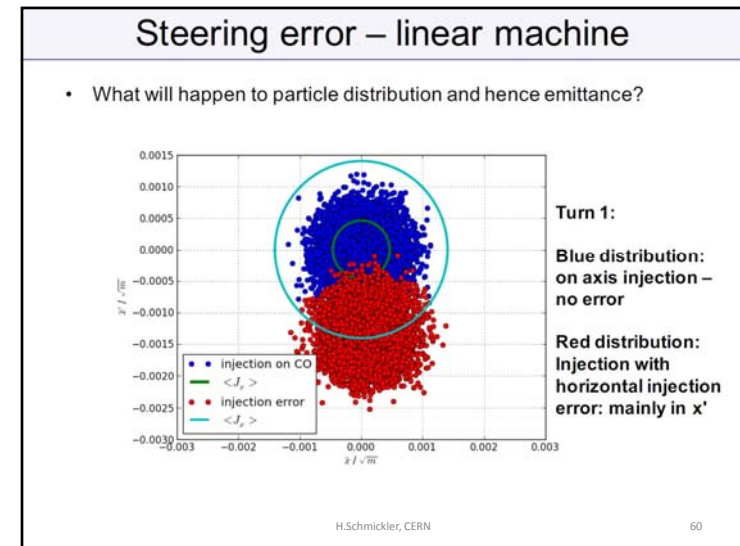 Steering error – linear machine
• What will happen to particle distribution and hence emittance?
0.0015
0.0010
0.0005
0.0000
−0.0005
−0.0010
−0.0015
−0.0020
−0.0025
−0.0030
x̃' / √m
injection on CO
<J_x>
injection error
<J_x>
−0.003
−0.002
−0.001
0.000
0.001
0.002
0.003
x̃ / √m
Turn 1:
Blue distribution:
on axis injection –
no error
Red distribution:
Injection with
horizontal injection
error: mainly in x'
H.Schmickler, CERN
60